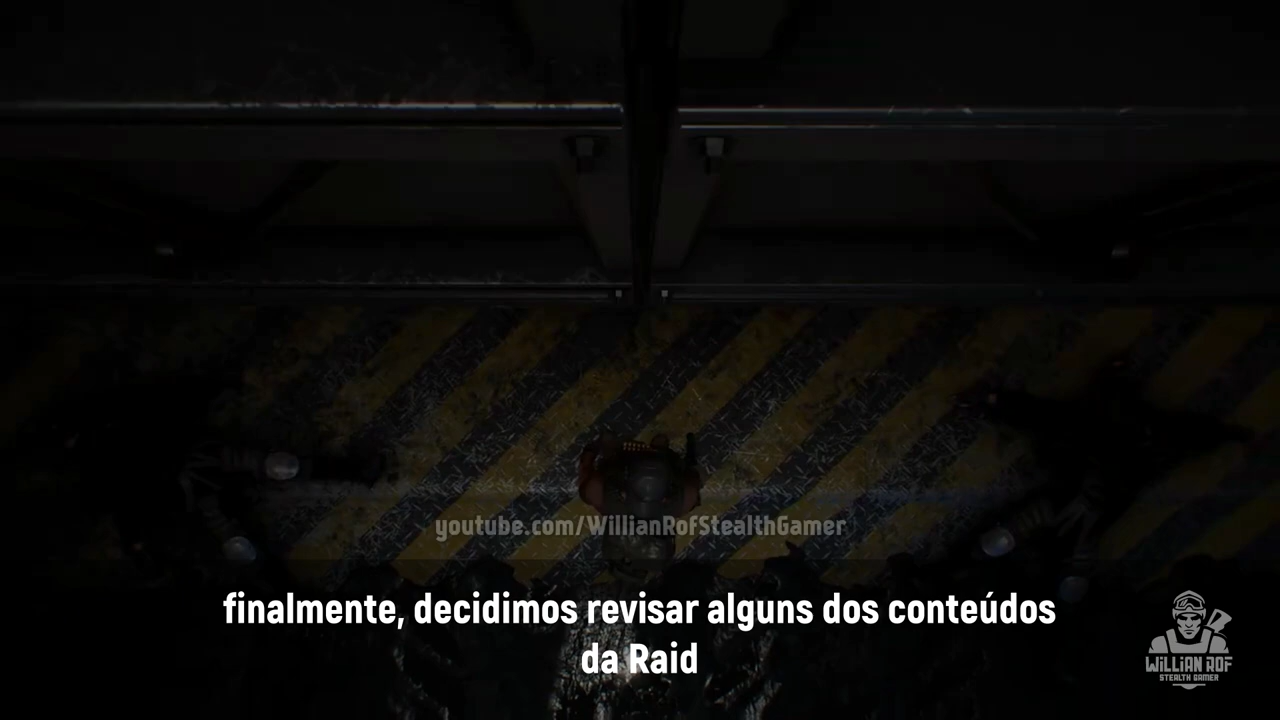 youtube.com/WillianRofStealthGamer
finalmente, decidimos revisar alguns dos conteúdos
da Raid
WiLLiAN ROF
STEALTH GAMER